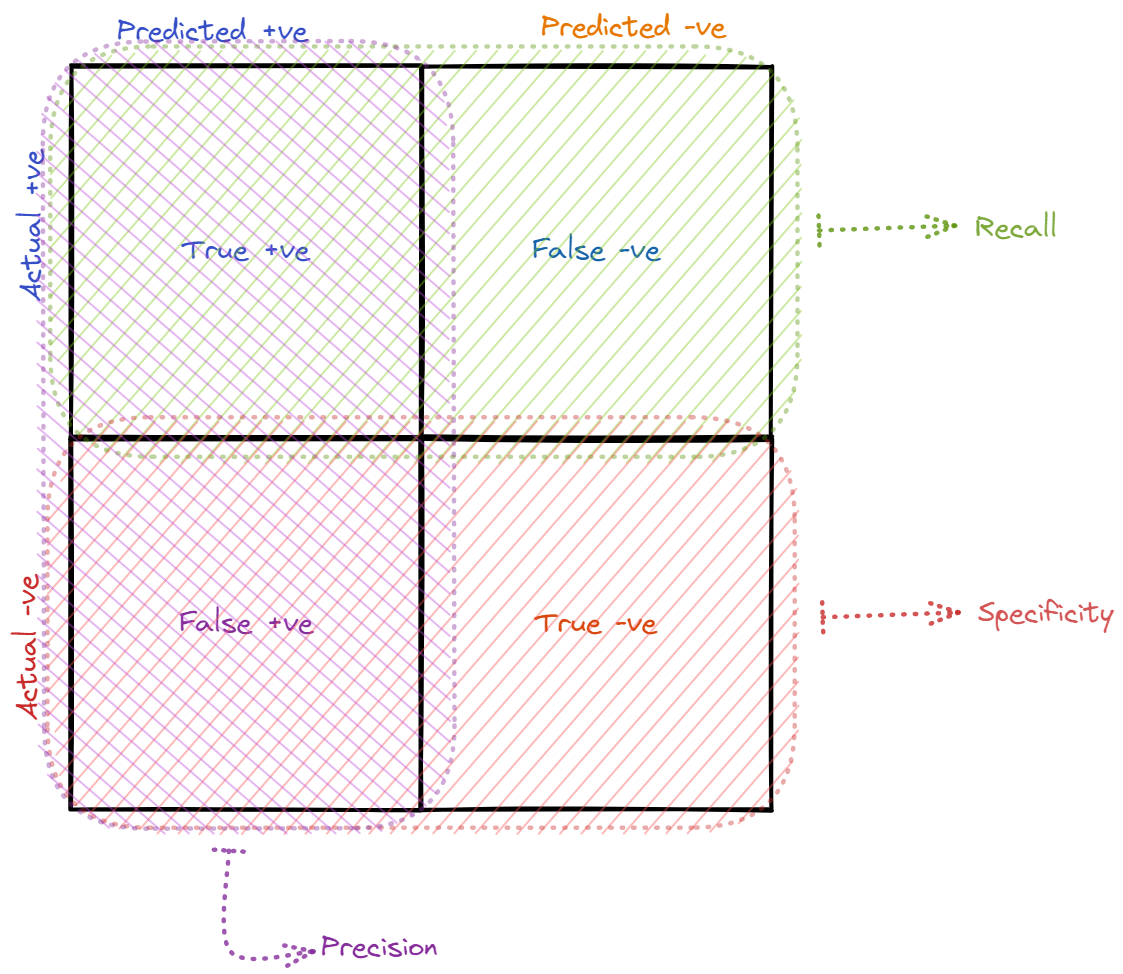 Predicted +ve
Predicted -ve
Actual +ve
True +ve
False -ve
Recall
Actual -ve
False +ve
True -ve
Specificity
Precision